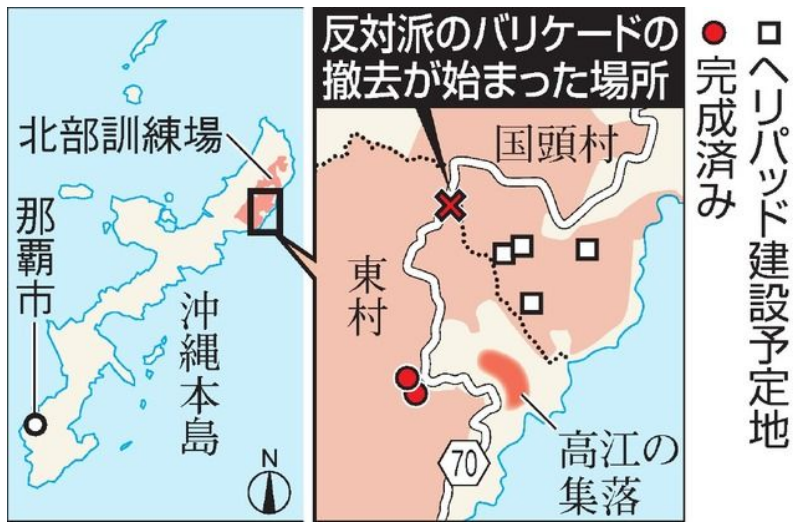 反対派のバリケードの
撤去が始まった場所
北部訓練場
那覇市
沖縄本島
N
国頭村
東村
70
高江の
集落
ヘリパッド建設予定地
完成済み